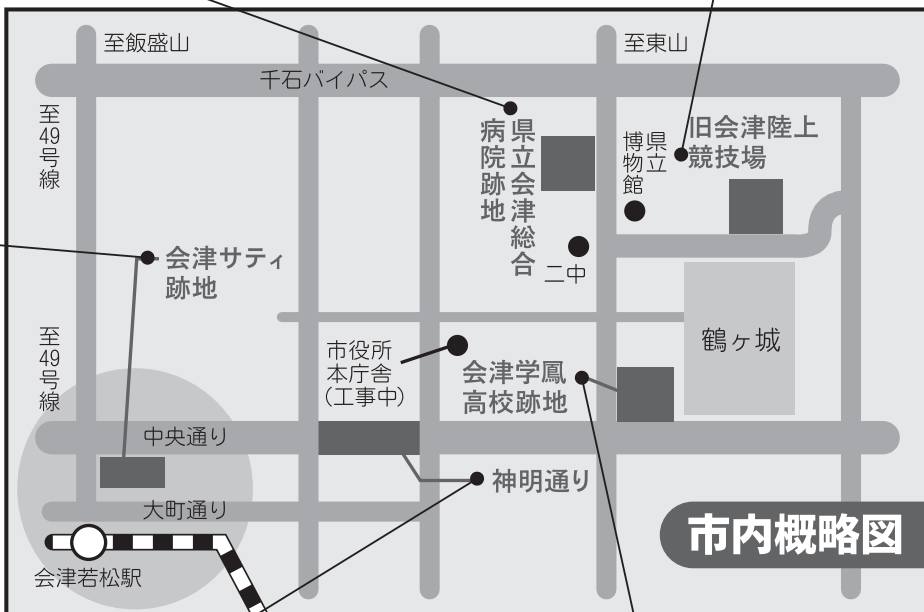 至飯盛山
至東山
千石バイパス
至49号線
県立会津総合
病院跡地
県立
博物館
旧会津陸上
競技場
二中
会津サティ
跡地
至49号線
市役所
本庁舎
(工事中)
会津学鳳
高校跡地
鶴ヶ城
中央通り
神明通り
大町通り
市内概略図
会津若松駅